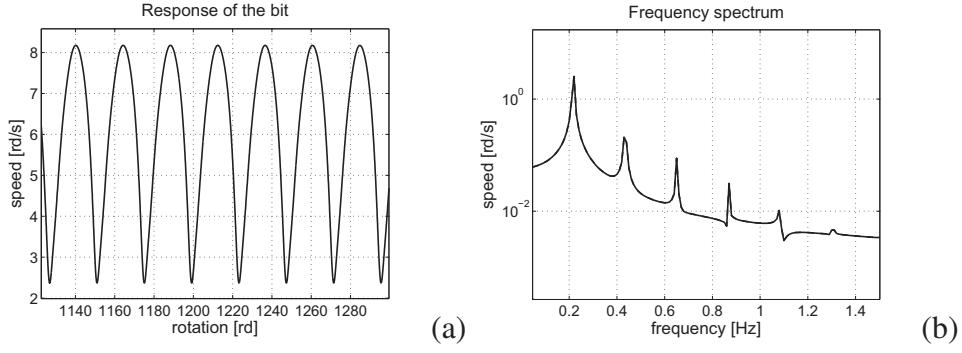 Response of the bit
8
7
6
5
4
3
2
speed [rd/s]
1140 1160 1180 1200 1220 1240 1260 1280
rotation [rd]
(a)
Frequency spectrum
10^0
10^-2
speed [rd/s]
0.2 0.4 0.6 0.8 1 1.2 1.4
frequency [Hz]
(b)